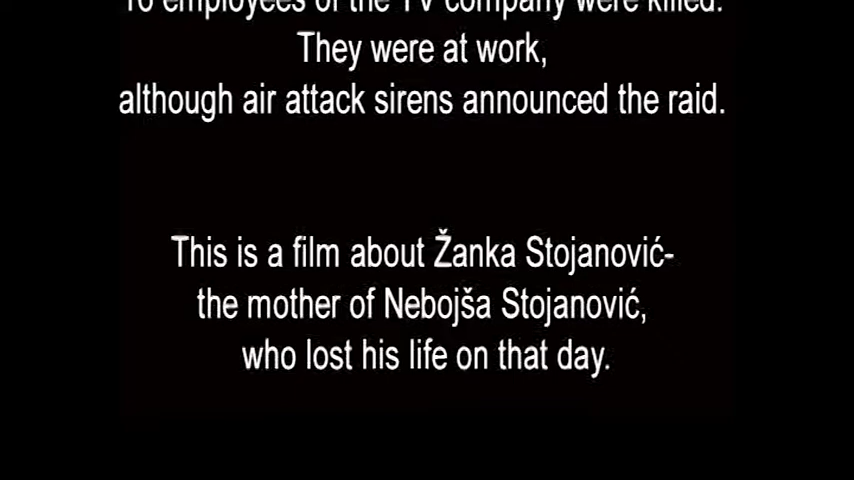 16 employees of the TV company were killed.
They were at work,
although air attack sirens announced the raid.
This is a film about Žanka Stojanović-
the mother of Nebojša Stojanović,
who lost his life on that day.